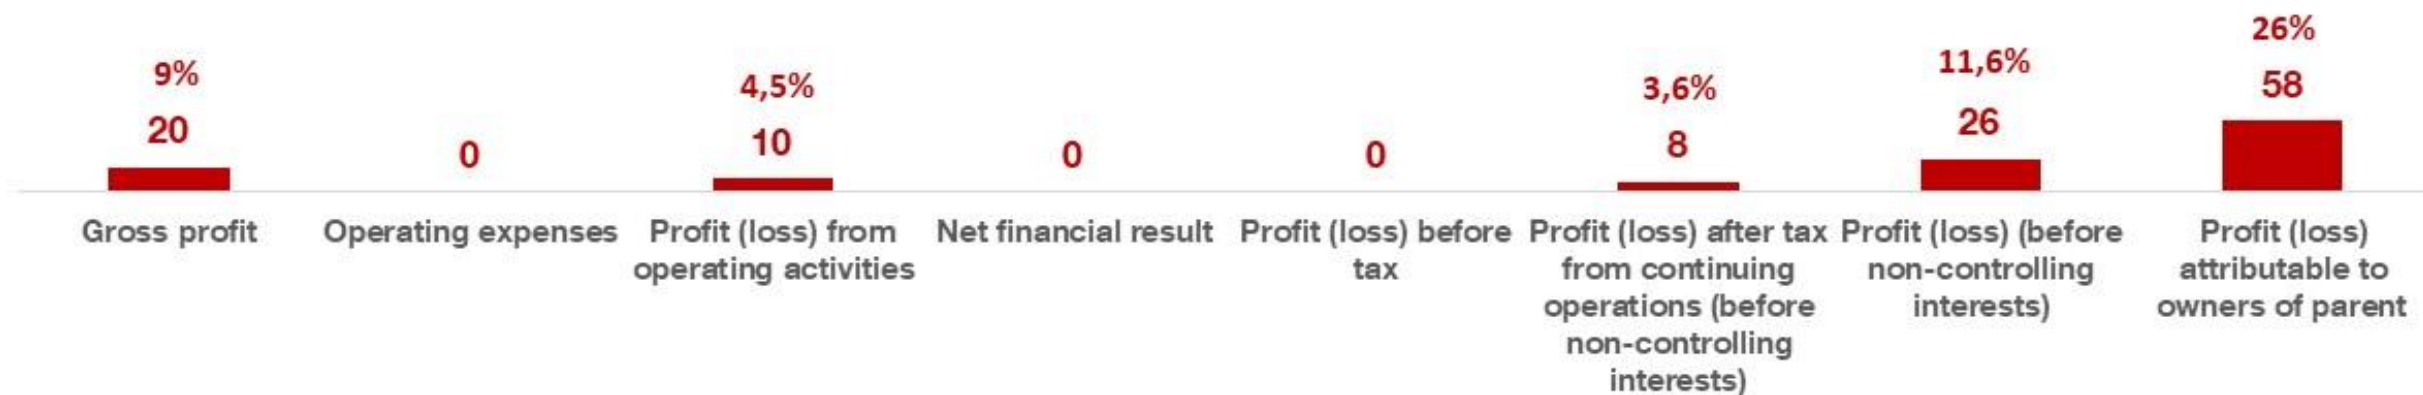 9%
20
Gross profit
0
Operating expenses
4,5%
10
Profit (loss) from
operating activities
0
Net financial result
0
Profit (loss) before
tax
3,6%
8
Profit (loss) after tax
from continuing
operations (before
non-controlling
interests)
11,6%
26
Profit (loss) (before
non-controlling
interests)
26%
58
Profit (loss)
attributable to
owners of parent